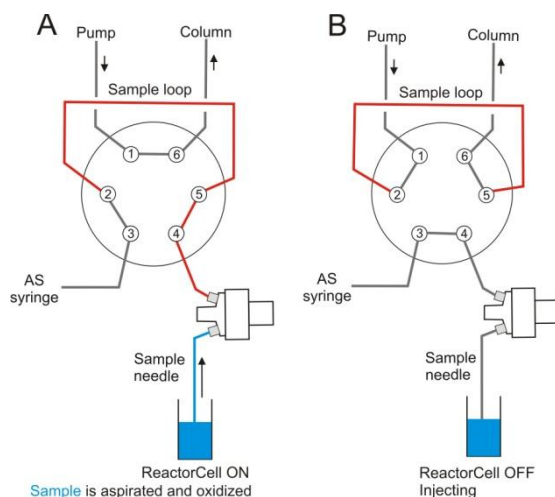 A
Pump
Column
Sample loop
1
6
2
5
3
4
AS
syringe
Sample
needle
ReactorCell ON
Sample is aspirated and oxidized
B
Pump
Column
Sample loop
1
6
2
5
3
4
AS
syringe
Sample
needle
ReactorCell OFF
Injecting